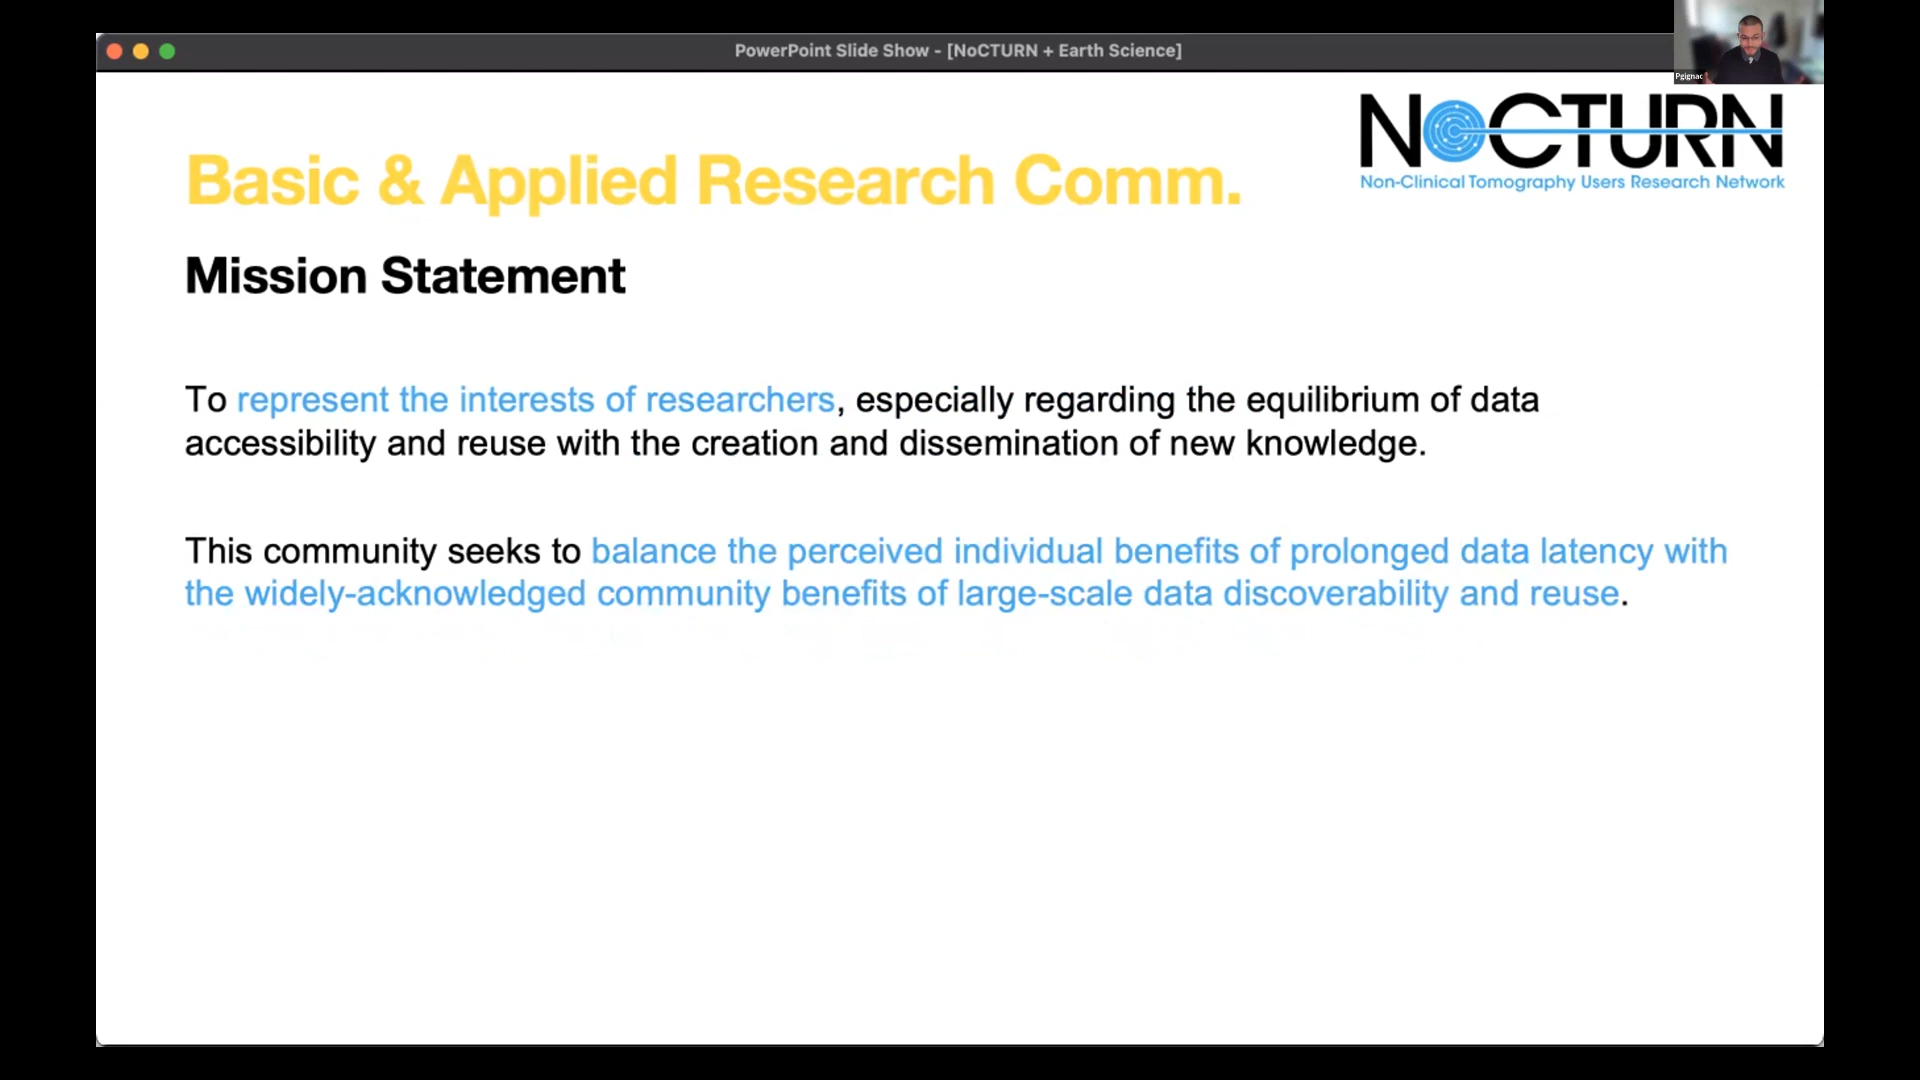 PowerPoint Slide Show - [NoCTURN + Earth Science]
Pgignac
NoCTURN
Non-Clinical Tomography Users Research Network
Basic & Applied Research Comm.
Mission Statement
To represent the interests of researchers, especially regarding the equilibrium of data
accessibility and reuse with the creation and dissemination of new knowledge.
This community seeks to balance the perceived individual benefits of prolonged data latency with
the widely-acknowledged community benefits of large-scale data discoverability and reuse.